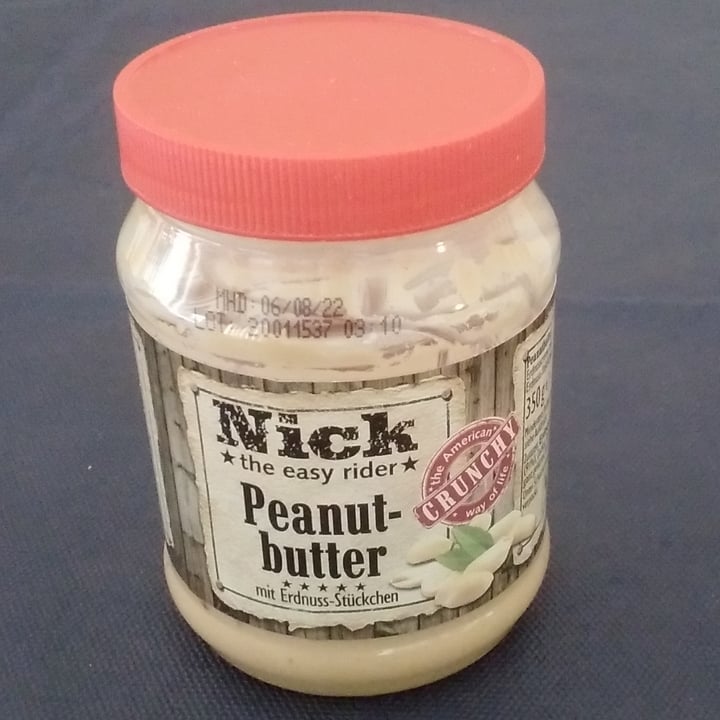 MHD: 06/08/22
LOT 20011537 03:10
Nick
★the easy rider★
Peanut-
butter
★★★★★
mit Erdnuss-Stückchen
the American
CRUNCHY
way of life
350g